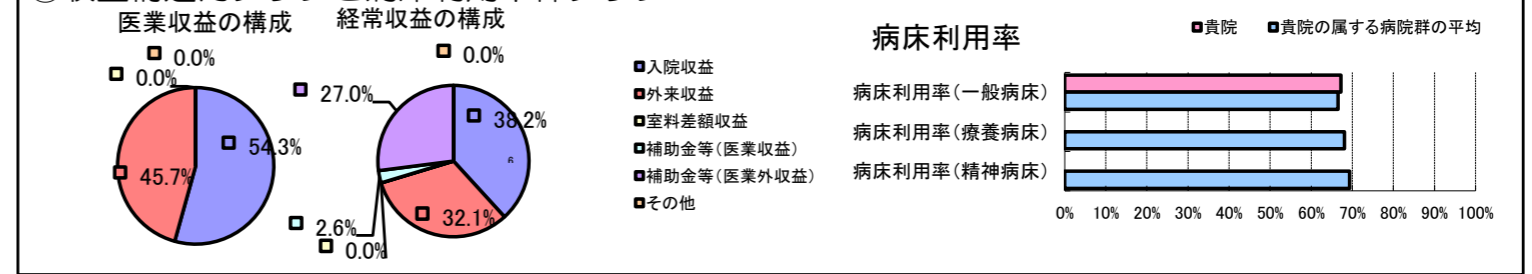 医業収益の構成
0.0%
0.0%
54.3%
45.7%
経常収益の構成
0.0%
27.0%
38.2%
6
32.1%
2.6%
0.0%
入院収益
外来収益
室料差額収益
補助金等(医業収益)
補助金等(医業外収益)
その他
病床利用率
貴院 貴院の属する病院群の平均
病床利用率(一般病床)
病床利用率(療養病床)
病床利用率(精神病床)
0% 10% 20% 30% 40% 50% 60% 70% 80% 90% 100%